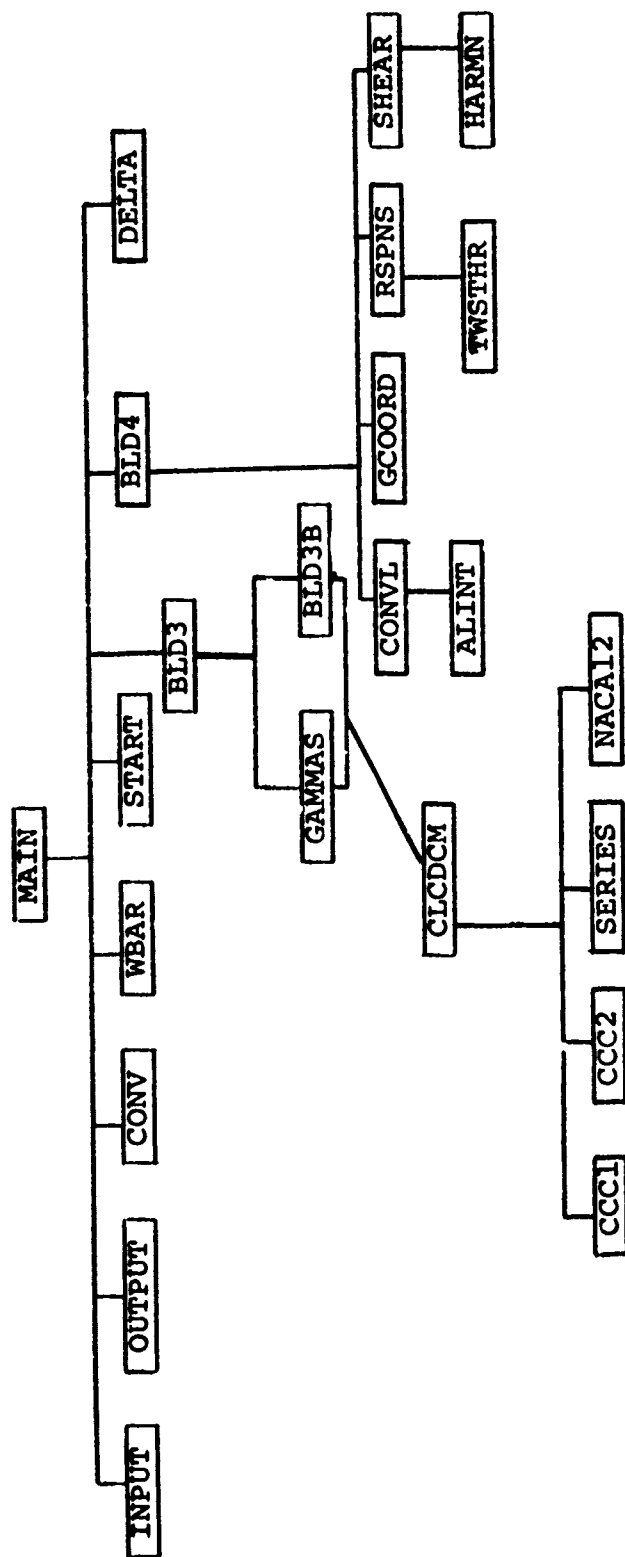 MAIN
INPUT
OUTPUT
CONV
WBAR
START
BLD3
BLD4
DELTA
GAMMAS
BLD3B
CONVL
GCOORD
RSPNS
SHEAR
ALINT
TWSTHR
HARMN
CLCDCM
CCC1
CCC2
SERIES
NACA12